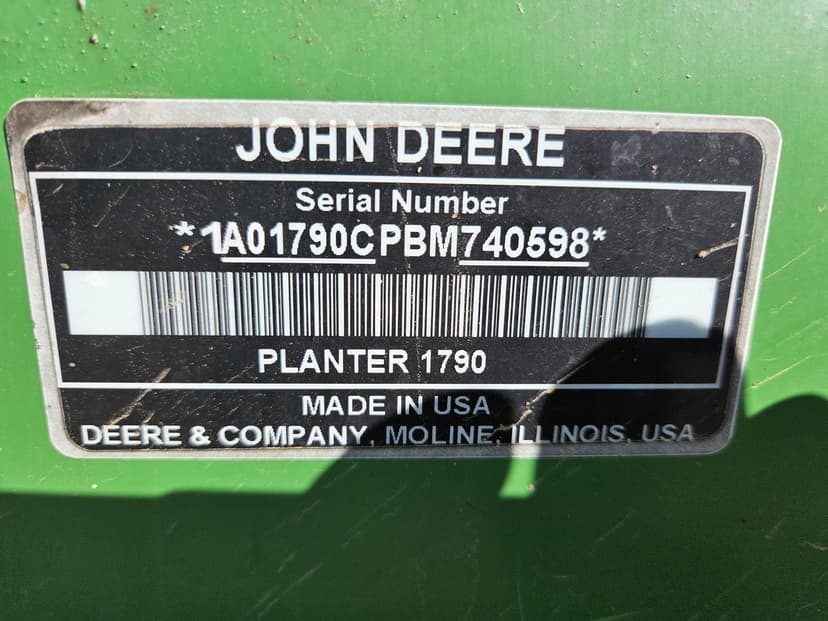 JOHN DEERE
Serial Number
*1A01790CPBM740598*
PLANTER 1790
MADE IN USA
DEERE & COMPANY, MOLINE, ILLINOIS, USA